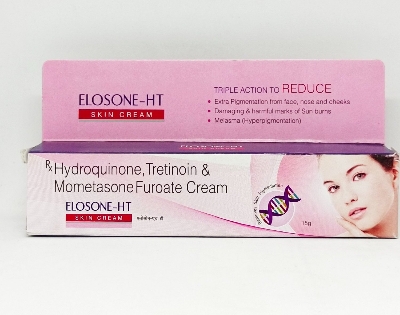 ELOSONE-HT
SKIN CREAM
TRIPLE ACTION TO REDUCE
• Extra Pigmentation from face, nose and cheeks
• Damaging & harmful marks of Sun burns
• Melasma (Hyperpigmentation)
Rx Hydroquinone, Tretinoin &
Mometasone Furoate Cream
ELOSONE-HT
SKIN CREAM
15g